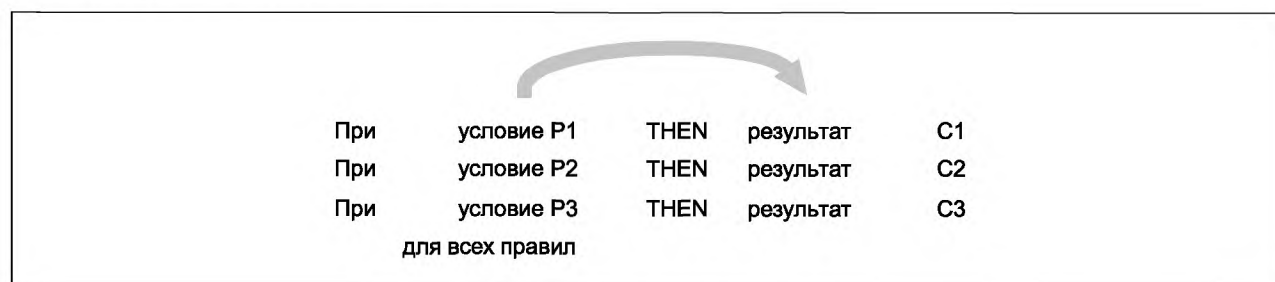 При условие P1 THEN результат C1
При условие P2 THEN результат C2
При условие P3 THEN результат C3
для всех правил